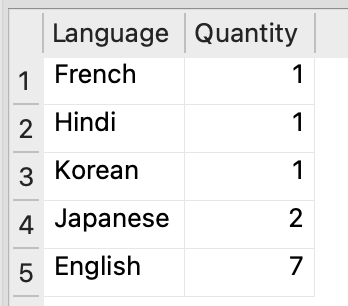 Language Quantity
1 French 1
2 Hindi 1
3 Korean 1
4 Japanese 2
5 English 7